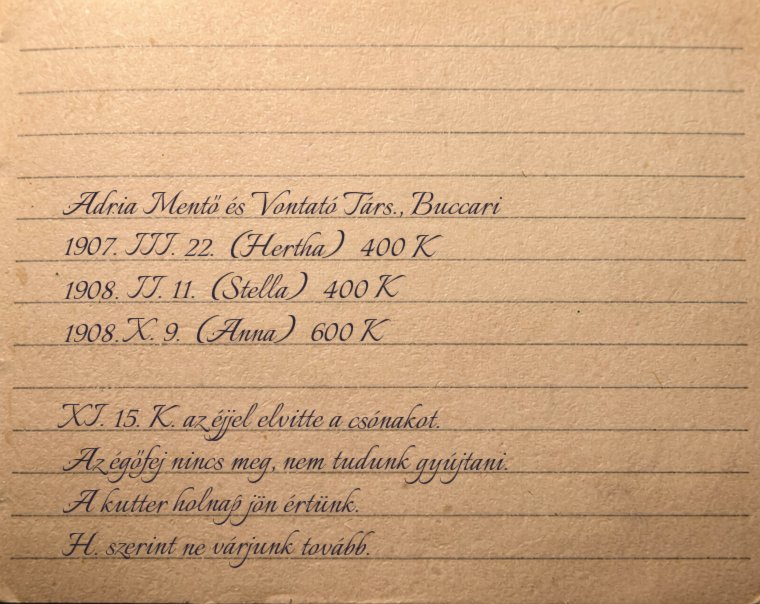 Adria Mentő és Vontató Társ., Buccari
1907. III. 22. (Hertha) 400 K
1908. II. 11. (Stella) 400 K
1908. X. 9. (Anna) 600 K
XI. 15. K. az éjjel elvitte a csónakot.
Az égőfej nincs meg, nem tudunk gyújtani.
A kutter holnap jön értünk.
H. szerint ne várjunk tovább.